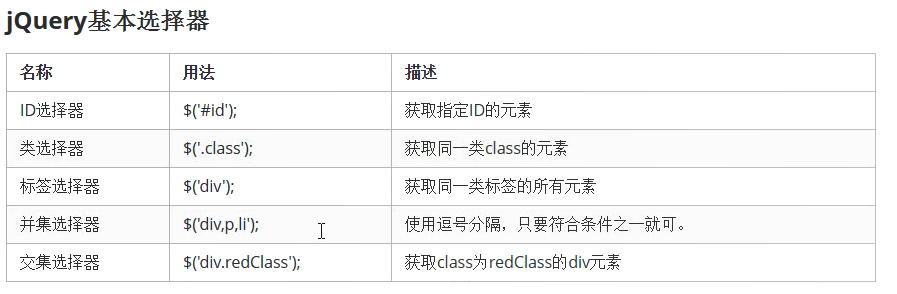 jQuery基本选择器
名称 用法 描述
ID选择器 $('#id'); 获取指定ID的元素
类选择器 $('.class'); 获取同一类class的元素
标签选择器 $('div'); 获取同一类标签的所有元素
并集选择器 $('div,p,li'); 使用逗号分隔，只要符合条件之一就可。
交集选择器 $('div.redClass'); 获取class为redClass的div元素